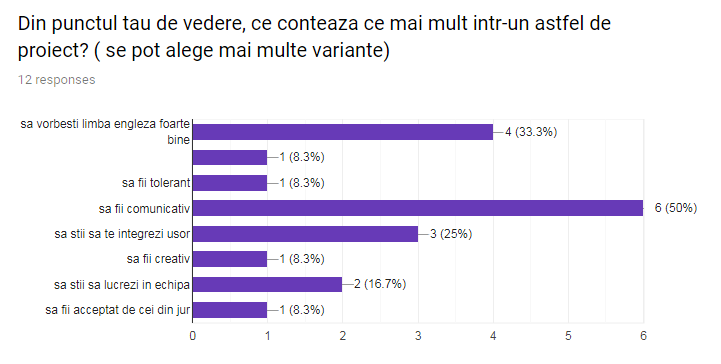 Din punctul tau de vedere, ce conteaza ce mai mult intr-un astfel de
proiect? ( se pot alege mai multe variante)
12 responses
sa vorbesti limba engleza foarte
bine
4 (33.3%)
1 (8.3%)
sa fii tolerant
1 (8.3%)
sa fii comunicativ
6 (50%)
sa stii sa te integrezi usor
3 (25%)
sa fii creativ
1 (8.3%)
sa stii sa lucrezi in echipa
2 (16.7%)
sa fii acceptat de cei din jur
1 (8.3%)
0 1 2 3 4 5 6